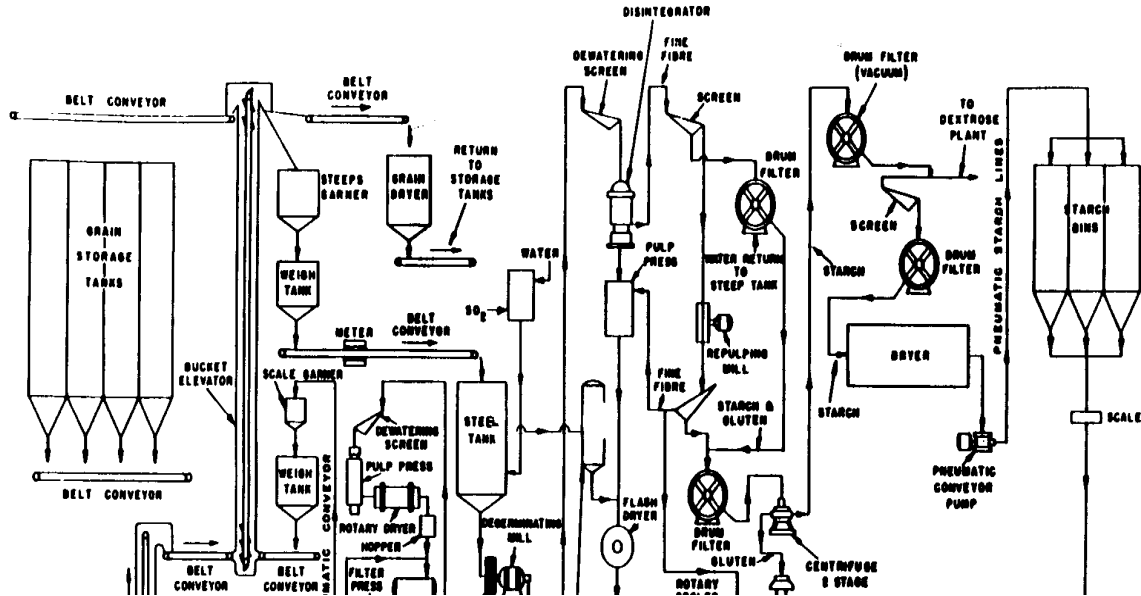 DISINTEGRATOR
DEWATERING
SCREEN
FINE
FIBRE
SCREEN
DRUM FILTER
(VACUUM)
TO
DEXTROSE
PLANT
BELT CONVEYOR
BELT
CONVEYOR
STEEPS
GARNER
GRAIN
DRYER
RETURN
TO
STORAGE
TANKS
DRUM
FILTER
SCREEN
STARCH
BINS
PNEUMATIC STARCH LINES
GRAIN
STORAGE
TANKS
WEIGH
TANK
WATER
SO2
PULP
PRESS
WATER RETURN
TO
STEEP TANK
STARCH
DRUM
FILTER
METER
BELT
CONVEYOR
REPULPING
MILL
DRYER
BUCKET
ELEVATOR
SCALE GARNER
FINE
FIBRE
STARCH &
GLUTEN
STARCH
SCALE
DEWATERING
SCREEN
STEEL
TANK
PULP PRESS
WEIGH
TANK
BELT CONVEYOR
ROTARY DRYER
HOPPER
DEGERMINATING
MILL
FLASH
DRYER
DRUM
FILTER
PNEUMATIC
CONVEYOR
PUMP
UMATIC CONVEYOR
BELT
CONVEYOR
BELT
CONVEYOR
FILTER
PRESS
GLUTEN
CENTRIFUGE
2 STAGE
ROTARY